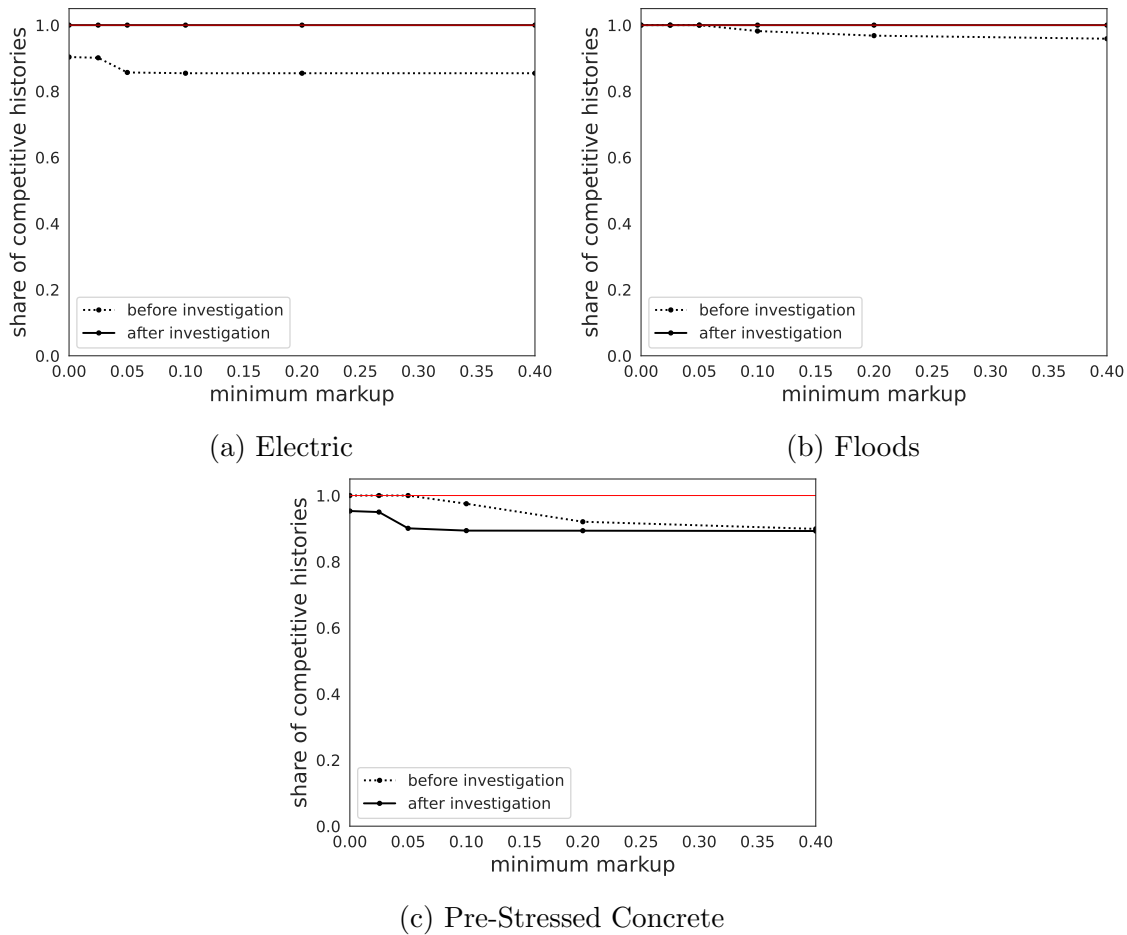 share of competitive histories
1.0
0.8
0.6
0.4
0.2
0.0
before investigation
after investigation
0.00 0.05 0.10 0.15 0.20 0.25 0.30 0.35 0.40
minimum markup
(a) Electric
share of competitive histories
1.0
0.8
0.6
0.4
0.2
0.0
before investigation
after investigation
0.00 0.05 0.10 0.15 0.20 0.25 0.30 0.35 0.40
minimum markup
(b) Floods
share of competitive histories
1.0
0.8
0.6
0.4
0.2
0.0
before investigation
after investigation
0.00 0.05 0.10 0.15 0.20 0.25 0.30 0.35 0.40
minimum markup
(c) Pre-Stressed Concrete